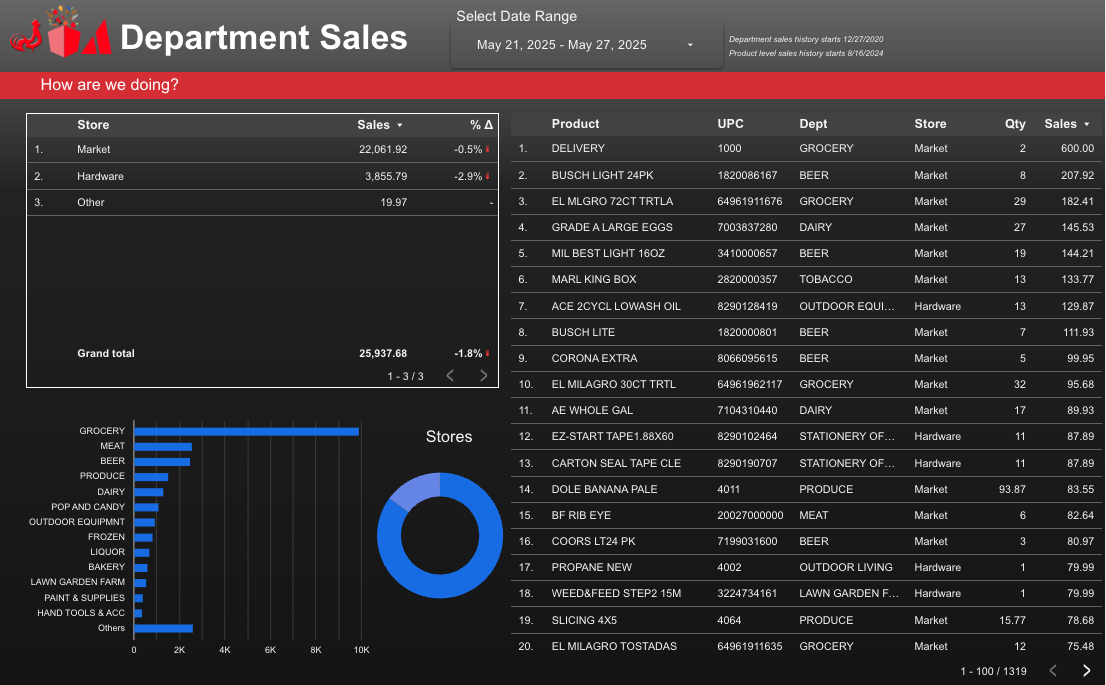 Select Date Range
Department Sales
May 21, 2025 - May 27, 2025
Department sales history starts 12/27/2020
Product level sales history starts 8/16/2024
How are we doing?
Store Sales % Δ
1. Market 22,061.92 -0.5%
2. Hardware 3,855.79 -2.9%
3. Other 19.97 -
Grand total 25,937.68 -1.8%
1 - 3 / 3
GROCERY
MEAT
BEER
PRODUCE
DAIRY
POP AND CANDY
OUTDOOR EQUIPMNT
FROZEN
LIQUOR
BAKERY
LAWN GARDEN FARM
PAINT & SUPPLIES
HAND TOOLS & ACC
Others
0 2K 4K 6K 8K 10K
Stores
Product UPC Dept Store Qty Sales
1. DELIVERY 1000 GROCERY Market 2 600.00
2. BUSCH LIGHT 24PK 1820086167 BEER Market 8 207.92
3. EL MLGRO 72CT TRTLA 64961911676 GROCERY Market 29 182.41
4. GRADE A LARGE EGGS 7003837280 DAIRY Market 27 145.53
5. MIL BEST LIGHT 16OZ 3410000657 BEER Market 19 144.21
6. MARL KING BOX 2820000357 TOBACCO Market 13 133.77
7. ACE 2CYCL LOWASH OIL 8290128419 OUTDOOR EQUI... Hardware 13 129.87
8. BUSCH LITE 1820000801 BEER Market 7 111.93
9. CORONA EXTRA 8066095615 BEER Market 5 99.95
10. EL MILAGRO 30CT TRTL 64961962117 GROCERY Market 32 95.68
11. AE WHOLE GAL 7104310440 DAIRY Market 17 89.93
12. EZ-START TAPE1.88X60 8290102464 STATIONERY OF... Hardware 11 87.89
13. CARTON SEAL TAPE CLE 8290190707 STATIONERY OF... Hardware 11 87.89
14. DOLE BANANA PALE 4011 PRODUCE Market 93.87 83.55
15. BF RIB EYE 20027000000 MEAT Market 6 82.64
16. COORS LT24 PK 7199031600 BEER Market 3 80.97
17. PROPANE NEW 4002 OUTDOOR LIVING Hardware 1 79.99
18. WEED&FEED STEP2 15M 3224734161 LAWN GARDEN F... Hardware 1 79.99
19. SLICING 4X5 4064 PRODUCE Market 15.77 78.68
20. EL MILAGRO TOSTADAS 64961911635 GROCERY Market 12 75.48
1 - 100 / 1319